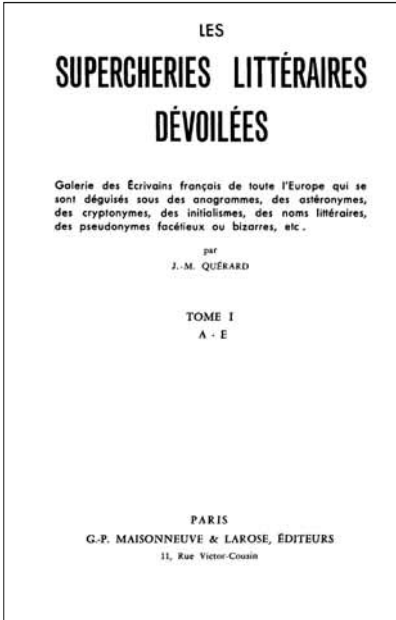 LES
SUPERCHERIES LITTÉRAIRES
DÉVOILÉES
Galerie des Écrivains français de toute l'Europe qui se
sont déguisés sous des anagrammes, des astéronymes,
des cryptonymes, des initialismes, des noms littéraires,
des pseudonymes facétieux ou bizarres, etc.
par
J.-M. QUÉRARD
TOME I
A - E
PARIS
G.-P. MAISONNEUVE & LAROSE, ÉDITEURS
11, Rue Victor-Cousin